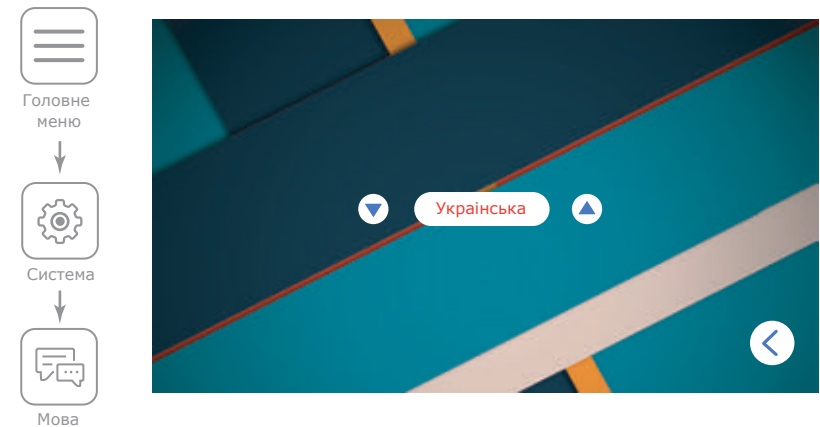 Головне
меню
Система
Мова
Українська